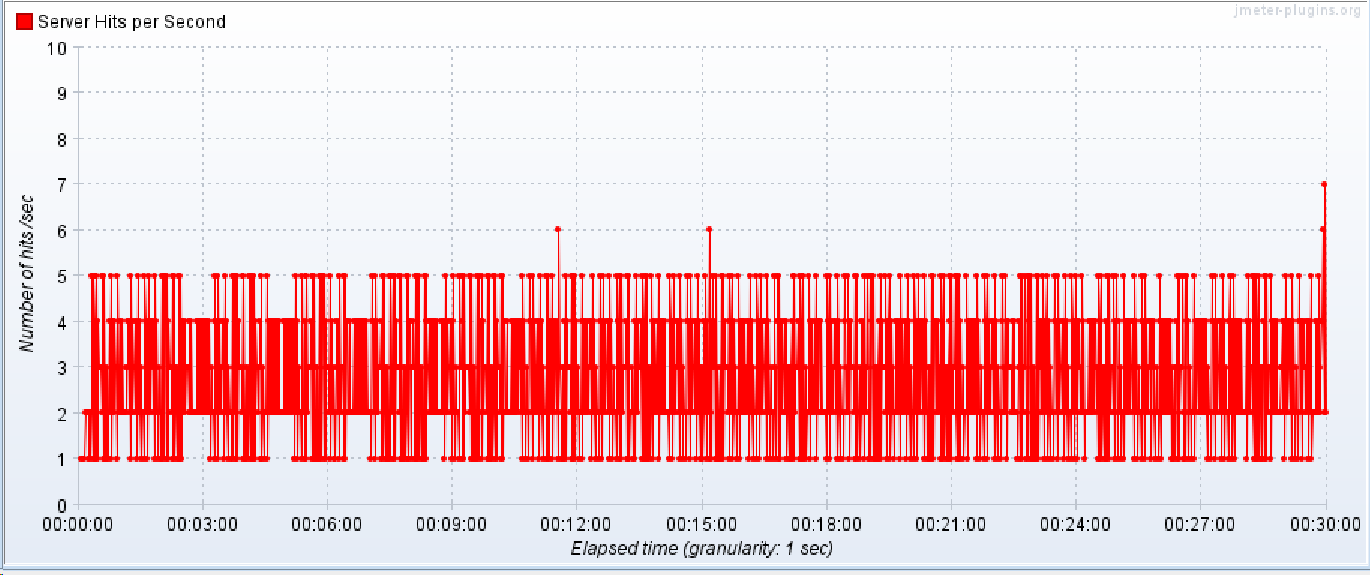 jmeter-plugins.org
Server Hits per Second
10
9
8
7
6
5
4
3
2
1
0
Number of hits /sec
00:00:00 00:03:00 00:06:00 00:09:00 00:12:00 00:15:00 00:18:00 00:21:00 00:24:00 00:27:00 00:30:00
Elapsed time (granularity: 1 sec)